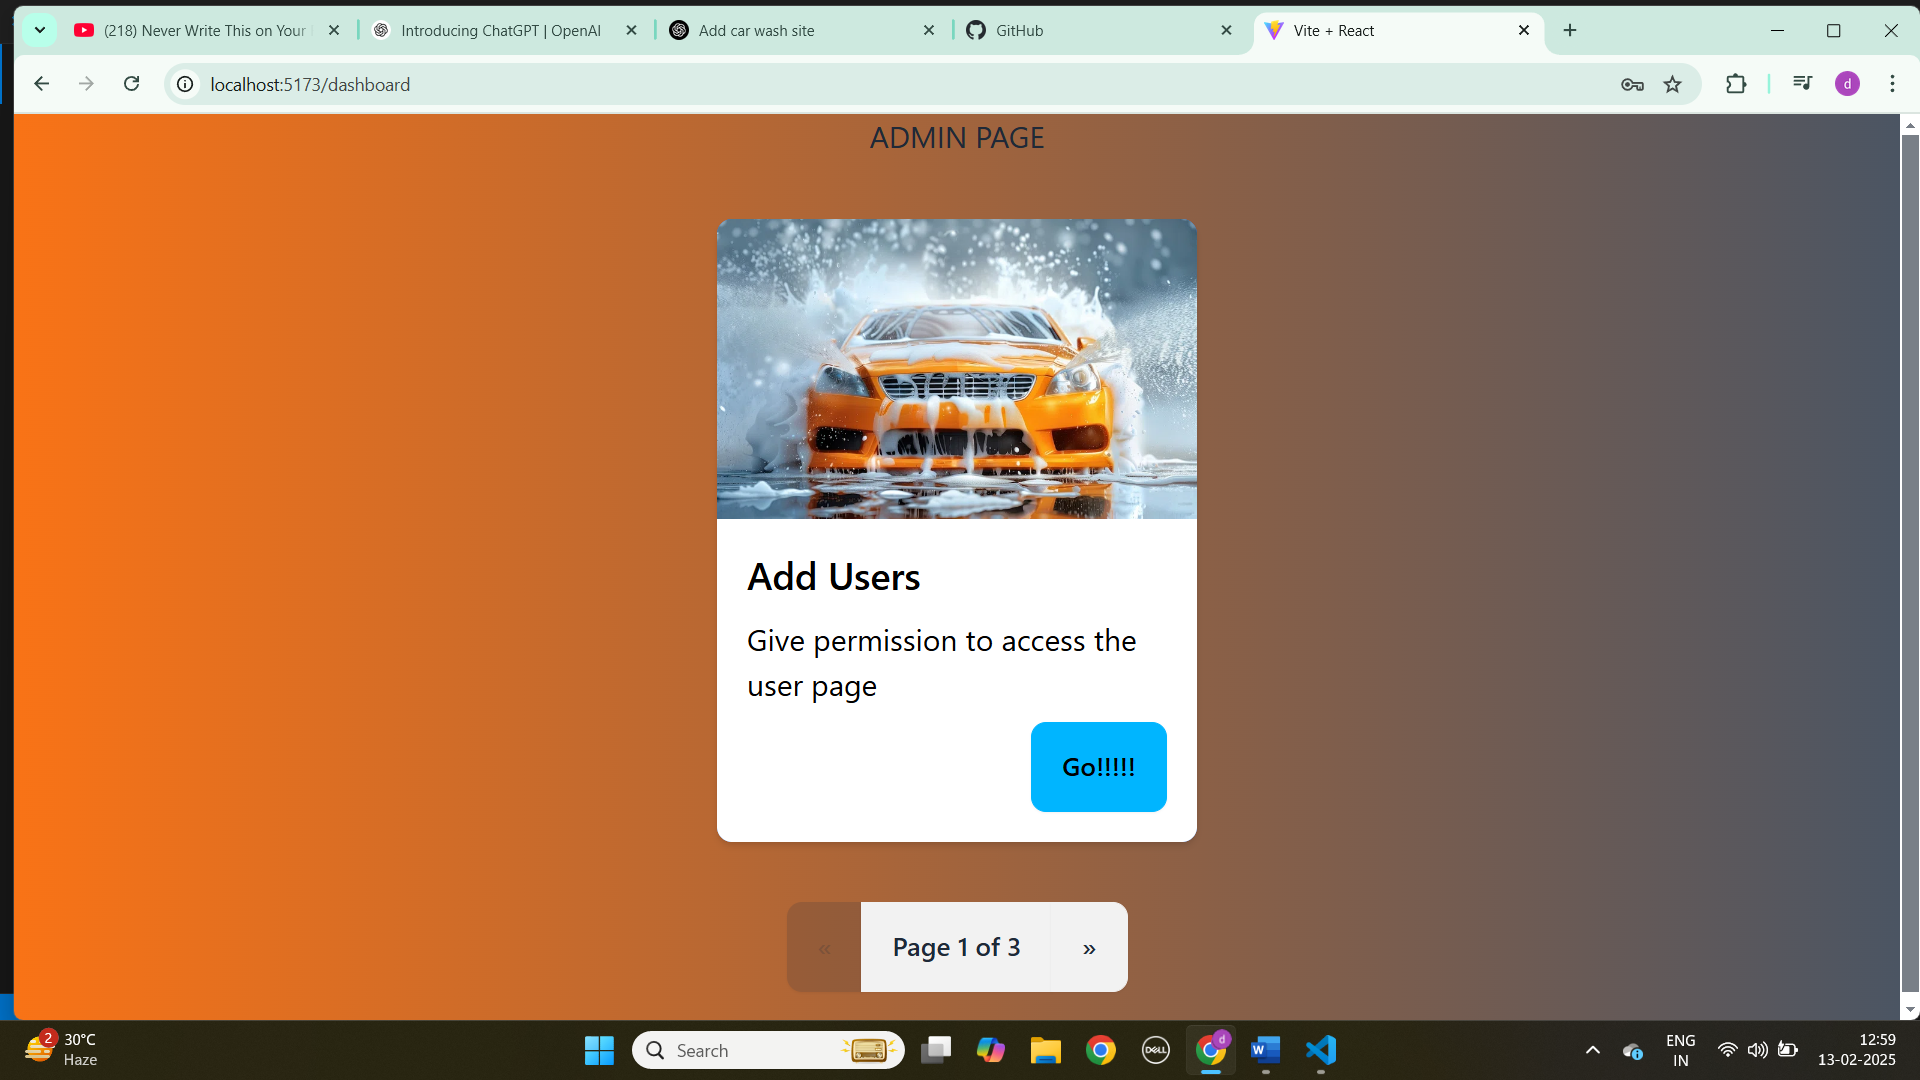 (218) Never Write This on Your
Introducing ChatGPT | OpenAI
Add car wash site
GitHub
Vite + React
localhost:5173/dashboard
d
ADMIN PAGE
Add Users
Give permission to access the
user page
Go!!!!!
«
Page 1 of 3
»
2
30°C
Haze
Search
DELL
d
W
ENG
IN
12:59
13-02-2025